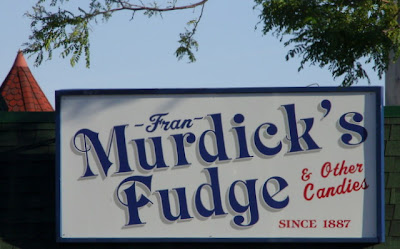 -Fran-
Murdick's
Fudge
& Other
Candies
SINCE 1887